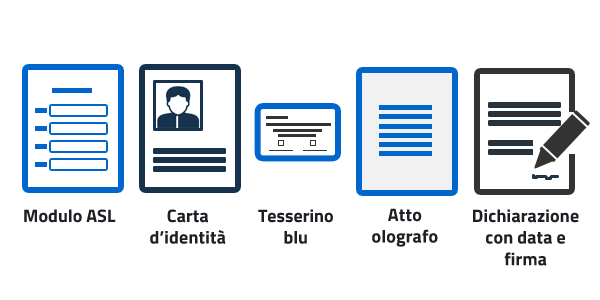 Modulo ASL
Carta
d’identità
Tesserino
blu
Atto
olografo
Dichiarazione
con data e
firma